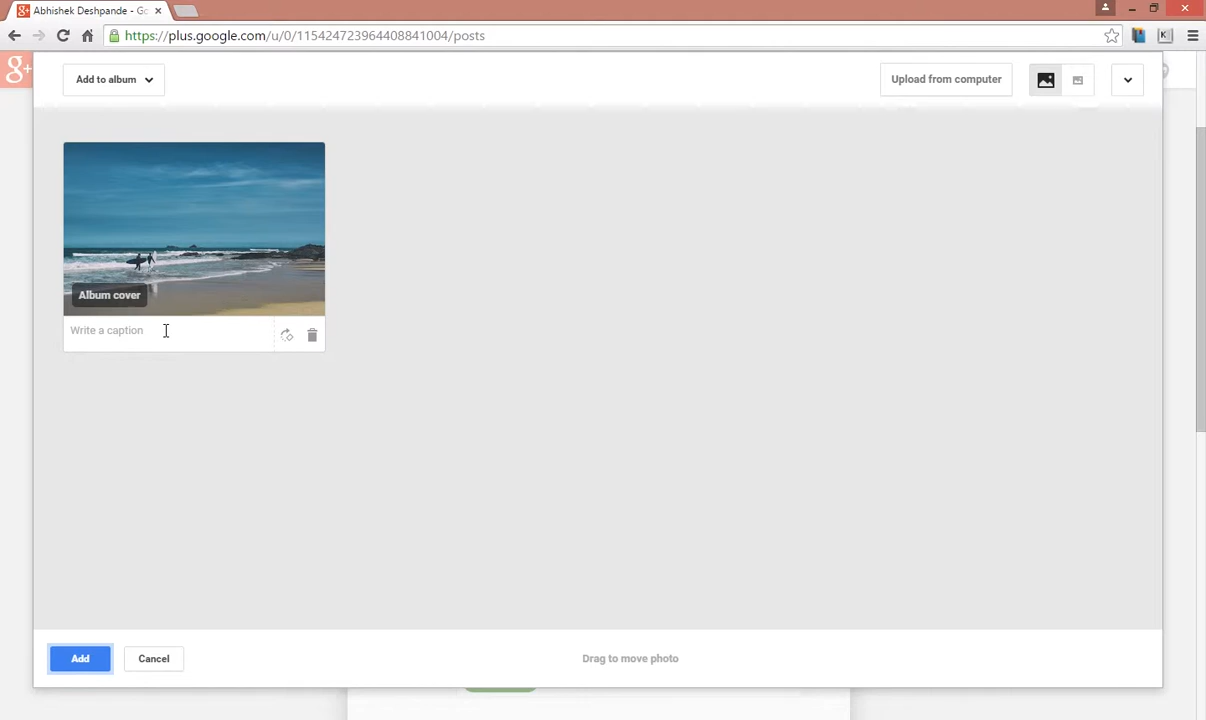 Abhishek Deshpande - Go
https://plus.google.com/u/0/115424723964408841004/posts
g+
Add to album
Upload from computer
Album cover
Write a caption
Add
Cancel
Drag to move photo